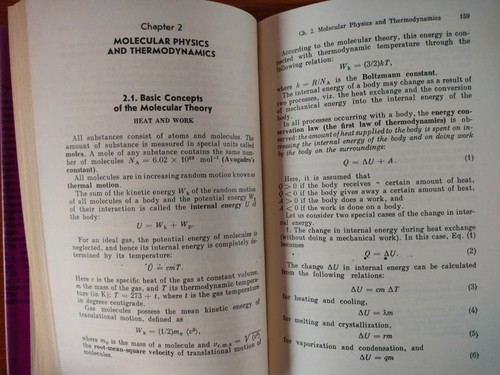 Chapter 2
MOLECULAR PHYSICS
AND THERMODYNAMICS
2.1. Basic Concepts
of the Molecular Theory
HEAT AND WORK
All substances consist of atoms and molecules. The
amount of substance is measured in special units called
moles. A mole of any substance contains the same num-
ber of molecules N_A = 6.02 × 10²³ mol⁻¹ (Avogadro's
constant).
All molecules are in increasing random motion known as
thermal motion.
The sum of the kinetic energy W_k of the random motion
of all molecules of a body and the potential energy W_p
of their interaction is called the internal energy U of
the body:
U = W_k + W_p.
For an ideal gas, the potential energy of molecules is
neglected, and hence its internal energy is completely de-
termined by its temperature:
U = cmT.
Here c is the specific heat of the gas at constant volume,
m the mass of the gas, and T is thermodynamic tempera-
ture (in K): T = 273 + t, where t is the gas temperature
in degrees centigrade.
Gas molecules possess the mean kinetic energy of
translational motion, defined as
W_k = (1/2)m₀ ⟨v²⟩,
where m₀ is the mass of a molecule and v_r.m.s = √⟨v²⟩
the root-mean-square velocity of translational motion of
molecules.
Ch. 2. Molecular Physics and Thermodynamics 159
According to the molecular theory, this energy is con-
nected with thermodynamic temperature through the
following relation:
W_k = (3/2)kT,
where k = R/N_A is the Boltzmann constant.
The internal energy of a body may change as a result of
two processes, viz. the heat exchange and the conversion
of mechanical energy into the internal energy of the
body.
In all processes occurring with a body, the energy con-
servation law (the first law of thermodynamics) is ob-
served: the amount of heat supplied to the body is spent on in-
creasing the internal energy of the body and on doing work
by the body on the surroundings:
Q = ΔU + A. (1)
Here, it is assumed that
Q > 0 if the body receives a certain amount of heat,
Q < 0 if the body gives away a certain amount of heat,
A > 0 if the body does a work, and
A < 0 if work is done on a body.
Let us consider two special cases of the change in inter-
nal energy.
1. The change in internal energy during heat exchange
(without doing a mechanical work). In this case, Eq. (1)
becomes
Q = ΔU. (2)
The change ΔU in internal energy can be calculated
from the following relations:
ΔU = cm ΔT (3)
for heating and cooling,
ΔU = λm (4)
for melting and crystallization,
ΔU = rm (5)
for vaporization and condensation, and
ΔU = qm (6)